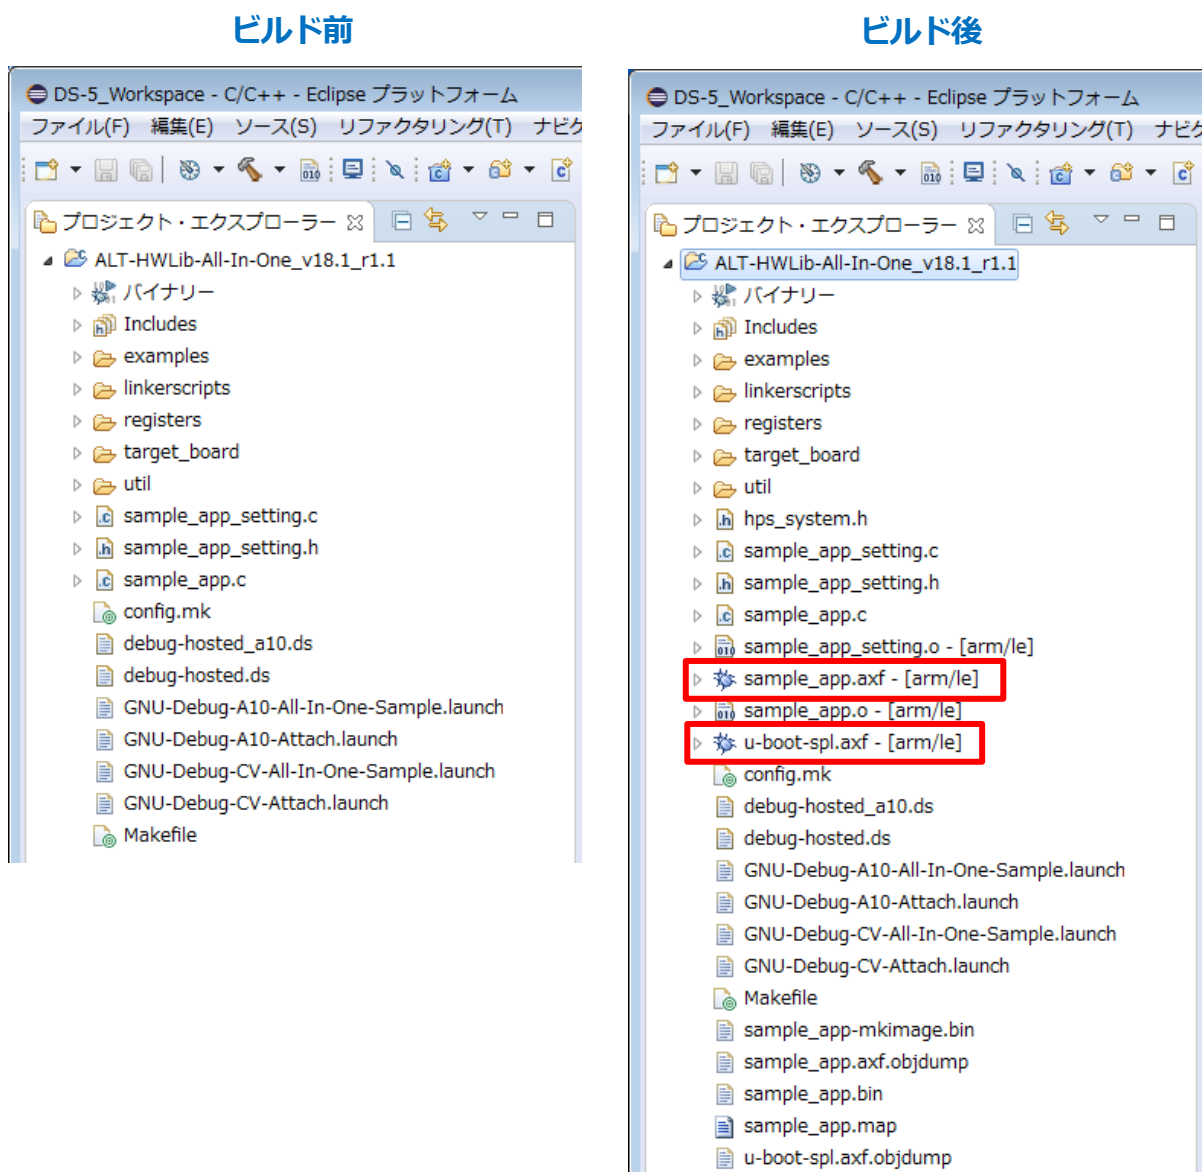 ビルド前
DS-5_Workspace - C/C++ - Eclipse プラットフォーム
ファイル(F) 編集(E) ソース(S) リファクタリング(T) ナビゲ
プロジェクト・エクスプローラー
ALT-HWLib-All-In-One_v18.1_r1.1
バイナリー
Includes
examples
linkerscripts
registers
target_board
util
sample_app_setting.c
sample_app_setting.h
sample_app.c
config.mk
debug-hosted_a10.ds
debug-hosted.ds
GNU-Debug-A10-All-In-One-Sample.launch
GNU-Debug-A10-Attach.launch
GNU-Debug-CV-All-In-One-Sample.launch
GNU-Debug-CV-Attach.launch
Makefile
ビルド後
DS-5_Workspace - C/C++ - Eclipse プラットフォーム
ファイル(F) 編集(E) ソース(S) リファクタリング(T) ナビゲ
プロジェクト・エクスプローラー
ALT-HWLib-All-In-One_v18.1_r1.1
バイナリー
Includes
examples
linkerscripts
registers
target_board
util
hps_system.h
sample_app_setting.c
sample_app_setting.h
sample_app.c
sample_app_setting.o - [arm/le]
sample_app.axf - [arm/le]
sample_app.o - [arm/le]
u-boot-spl.axf - [arm/le]
config.mk
debug-hosted_a10.ds
debug-hosted.ds
GNU-Debug-A10-All-In-One-Sample.launch
GNU-Debug-A10-Attach.launch
GNU-Debug-CV-All-In-One-Sample.launch
GNU-Debug-CV-Attach.launch
Makefile
sample_app-mkimage.bin
sample_app.axf.objdump
sample_app.bin
sample_app.map
u-boot-spl.axf.objdump